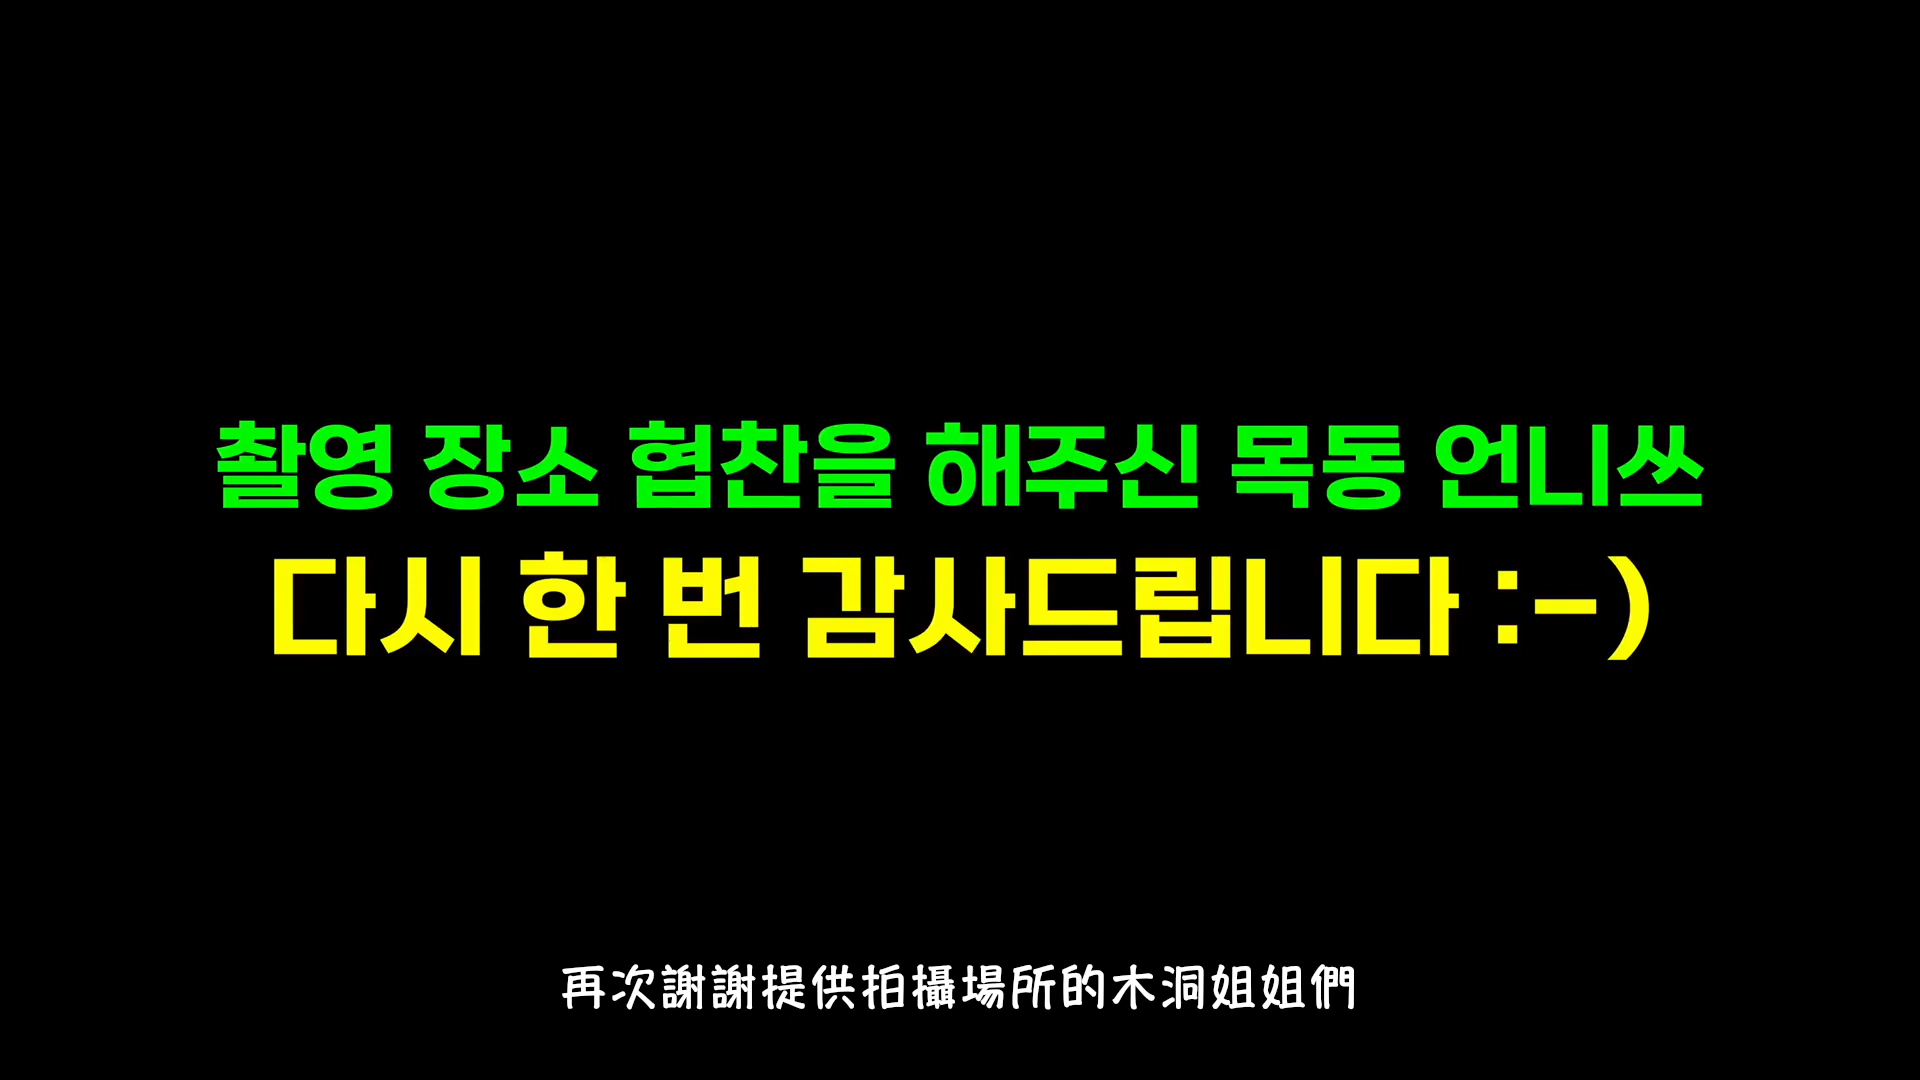 촬영 장소 협찬을 해주신 목동 언니쓰
다시 한 번 감사드립니다 :-)
再次謝謝提供拍攝場所的木洞姐姐們